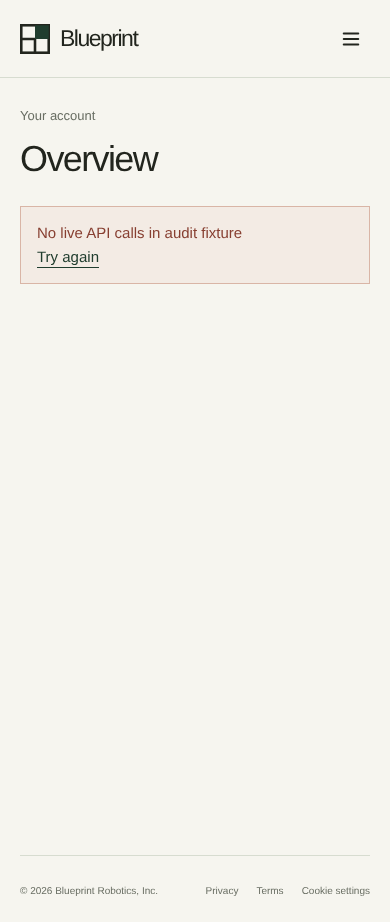 Blueprint
Your account
Overview
No live API calls in audit fixture
Try again
© 2026 Blueprint Robotics, Inc. Privacy Terms Cookie settings